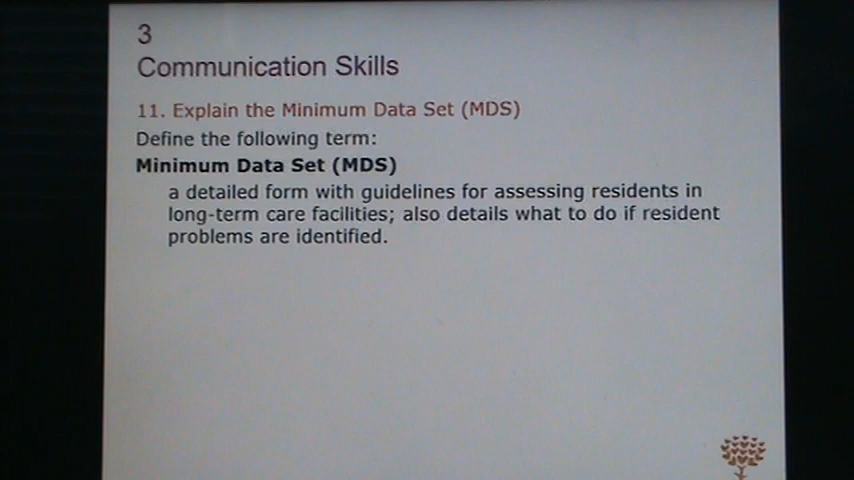 3
Communication Skills
11. Explain the Minimum Data Set (MDS)
Define the following term:
Minimum Data Set (MDS)
a detailed form with guidelines for assessing residents in
long-term care facilities; also details what to do if resident
problems are identified.